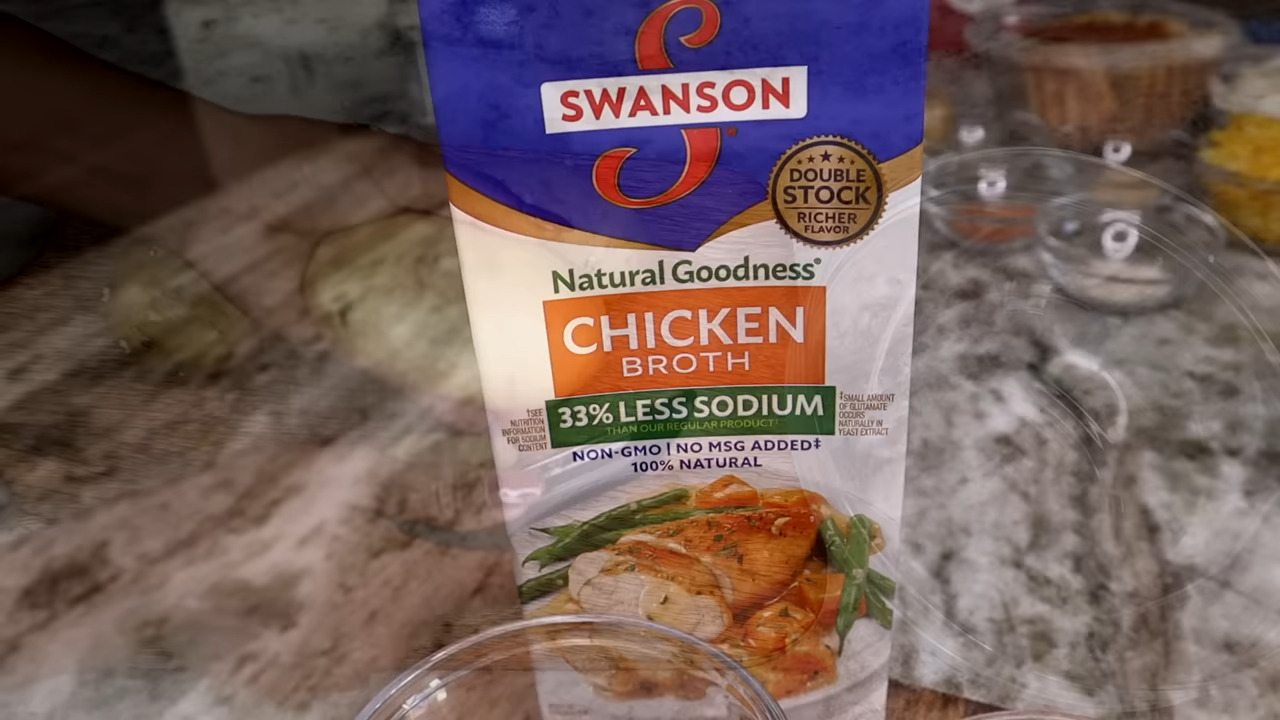 SWANSON
DOUBLE
STOCK
RICHER
FLAVOR
Natural Goodness®
CHICKEN
BROTH
33% LESS SODIUM
THAN OUR REGULAR PRODUCT†
†SEE
NUTRITION
INFORMATION
FOR SODIUM
CONTENT
‡SMALL AMOUNT
OF GLUTAMATE
OCCURS
NATURALLY IN
YEAST EXTRACT
NON-GMO | NO MSG ADDED‡
100% NATURAL